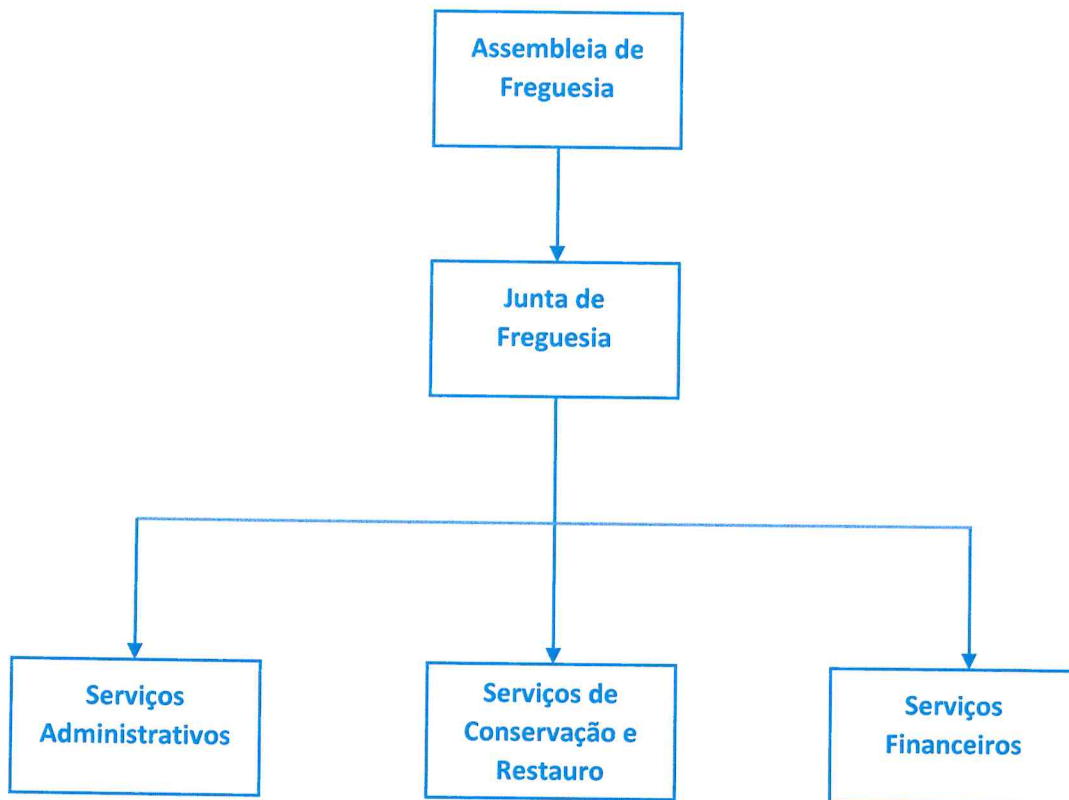 Assembleia de
Freguesia
Junta de
Freguesia
Serviços
Administrativos
Serviços de
Conservação e
Restauro
Serviços
Financeiros